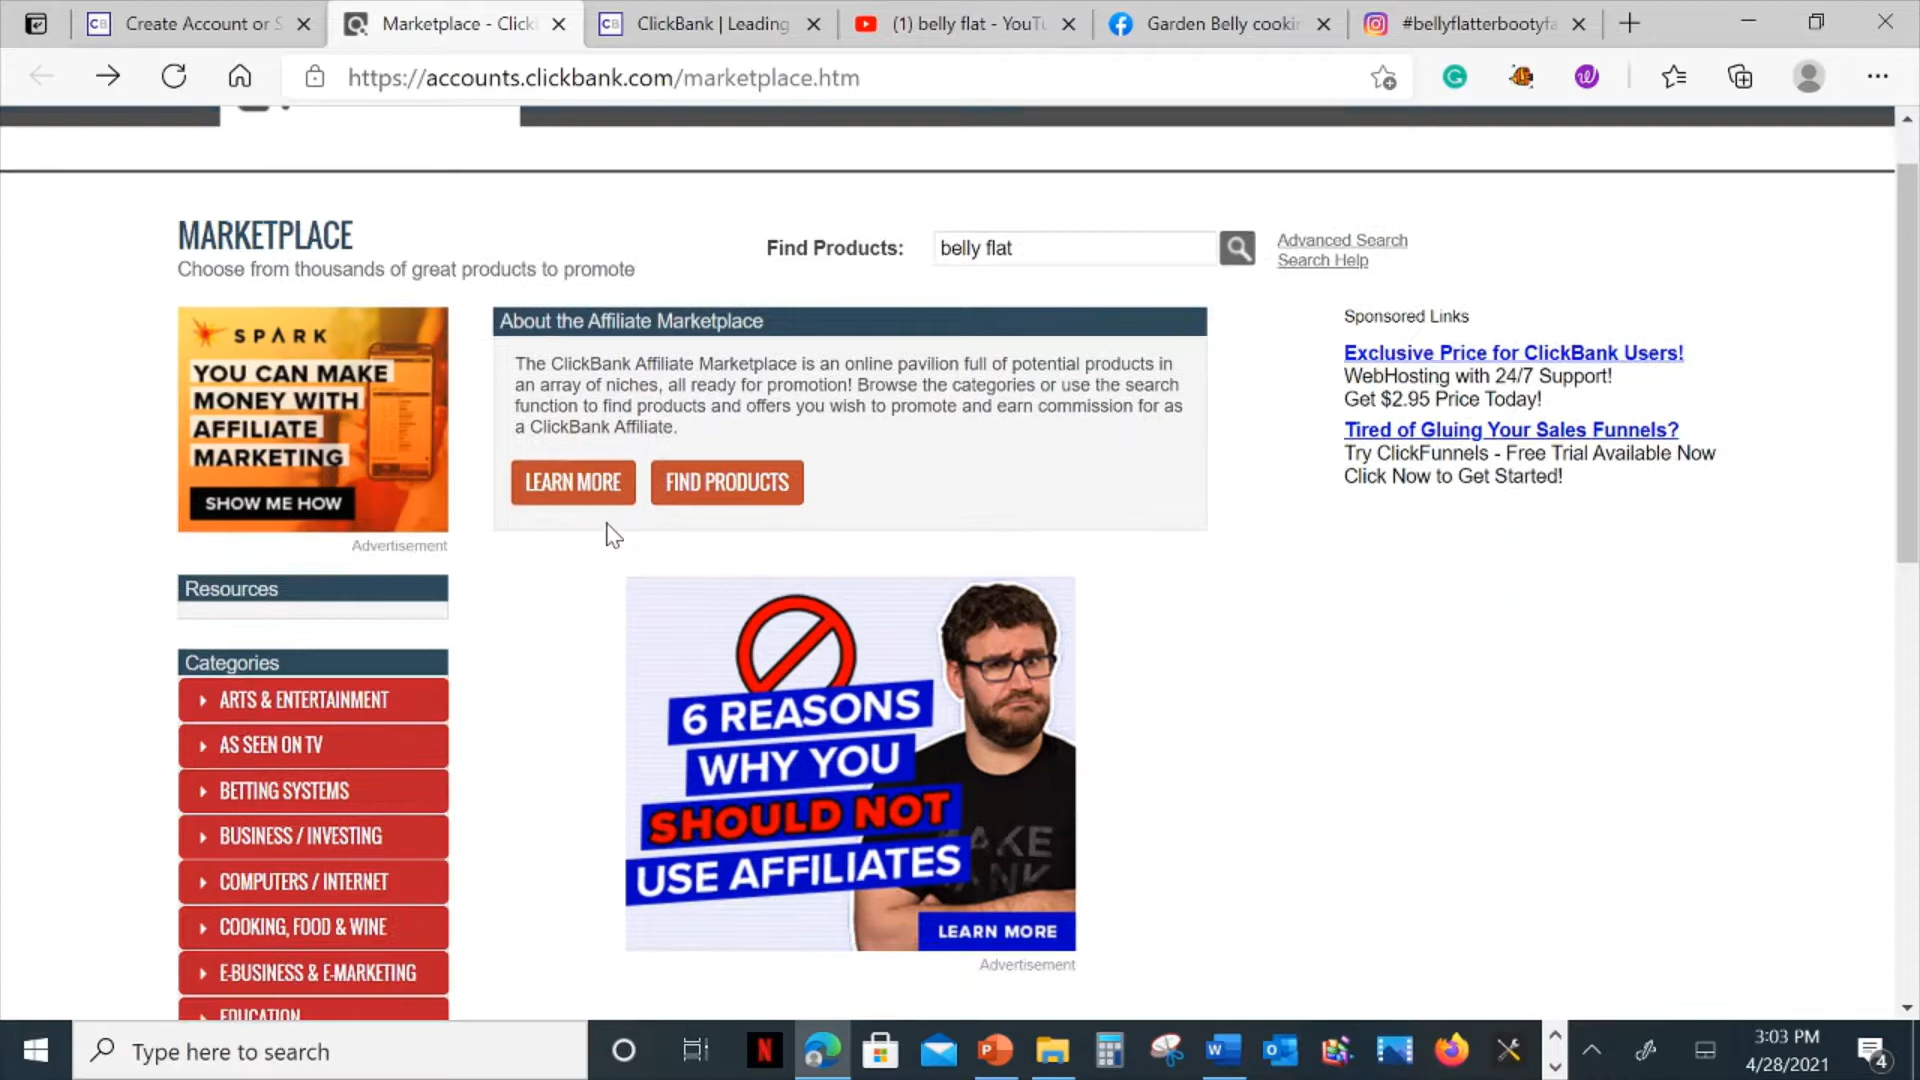 Create Account or S
Marketplace - Click
ClickBank | Leading
(1) belly flat - YouTu
Garden Belly cookin
#bellyflatterbootyfa
https://accounts.clickbank.com/marketplace.htm
MARKETPLACE
Choose from thousands of great products to promote
Find Products:
belly flat
Advanced Search
Search Help
SPARK
YOU CAN MAKE
MONEY WITH
AFFILIATE
MARKETING
SHOW ME HOW
Advertisement
About the Affiliate Marketplace
The ClickBank Affiliate Marketplace is an online pavilion full of potential products in
an array of niches, all ready for promotion! Browse the categories or use the search
function to find products and offers you wish to promote and earn commission for as
a ClickBank Affiliate.
LEARN MORE
FIND PRODUCTS
Sponsored Links
Exclusive Price for ClickBank Users!
WebHosting with 24/7 Support!
Get $2.95 Price Today!
Tired of Gluing Your Sales Funnels?
Try ClickFunnels - Free Trial Available Now
Click Now to Get Started!
Resources
Categories
ARTS & ENTERTAINMENT
AS SEEN ON TV
BETTING SYSTEMS
BUSINESS / INVESTING
COMPUTERS / INTERNET
COOKING, FOOD & WINE
E-BUSINESS & E-MARKETING
EDUCATION
6 REASONS
WHY YOU
SHOULD NOT
USE AFFILIATES
LEARN MORE
Advertisement
Type here to search
3:03 PM
4/28/2021
4